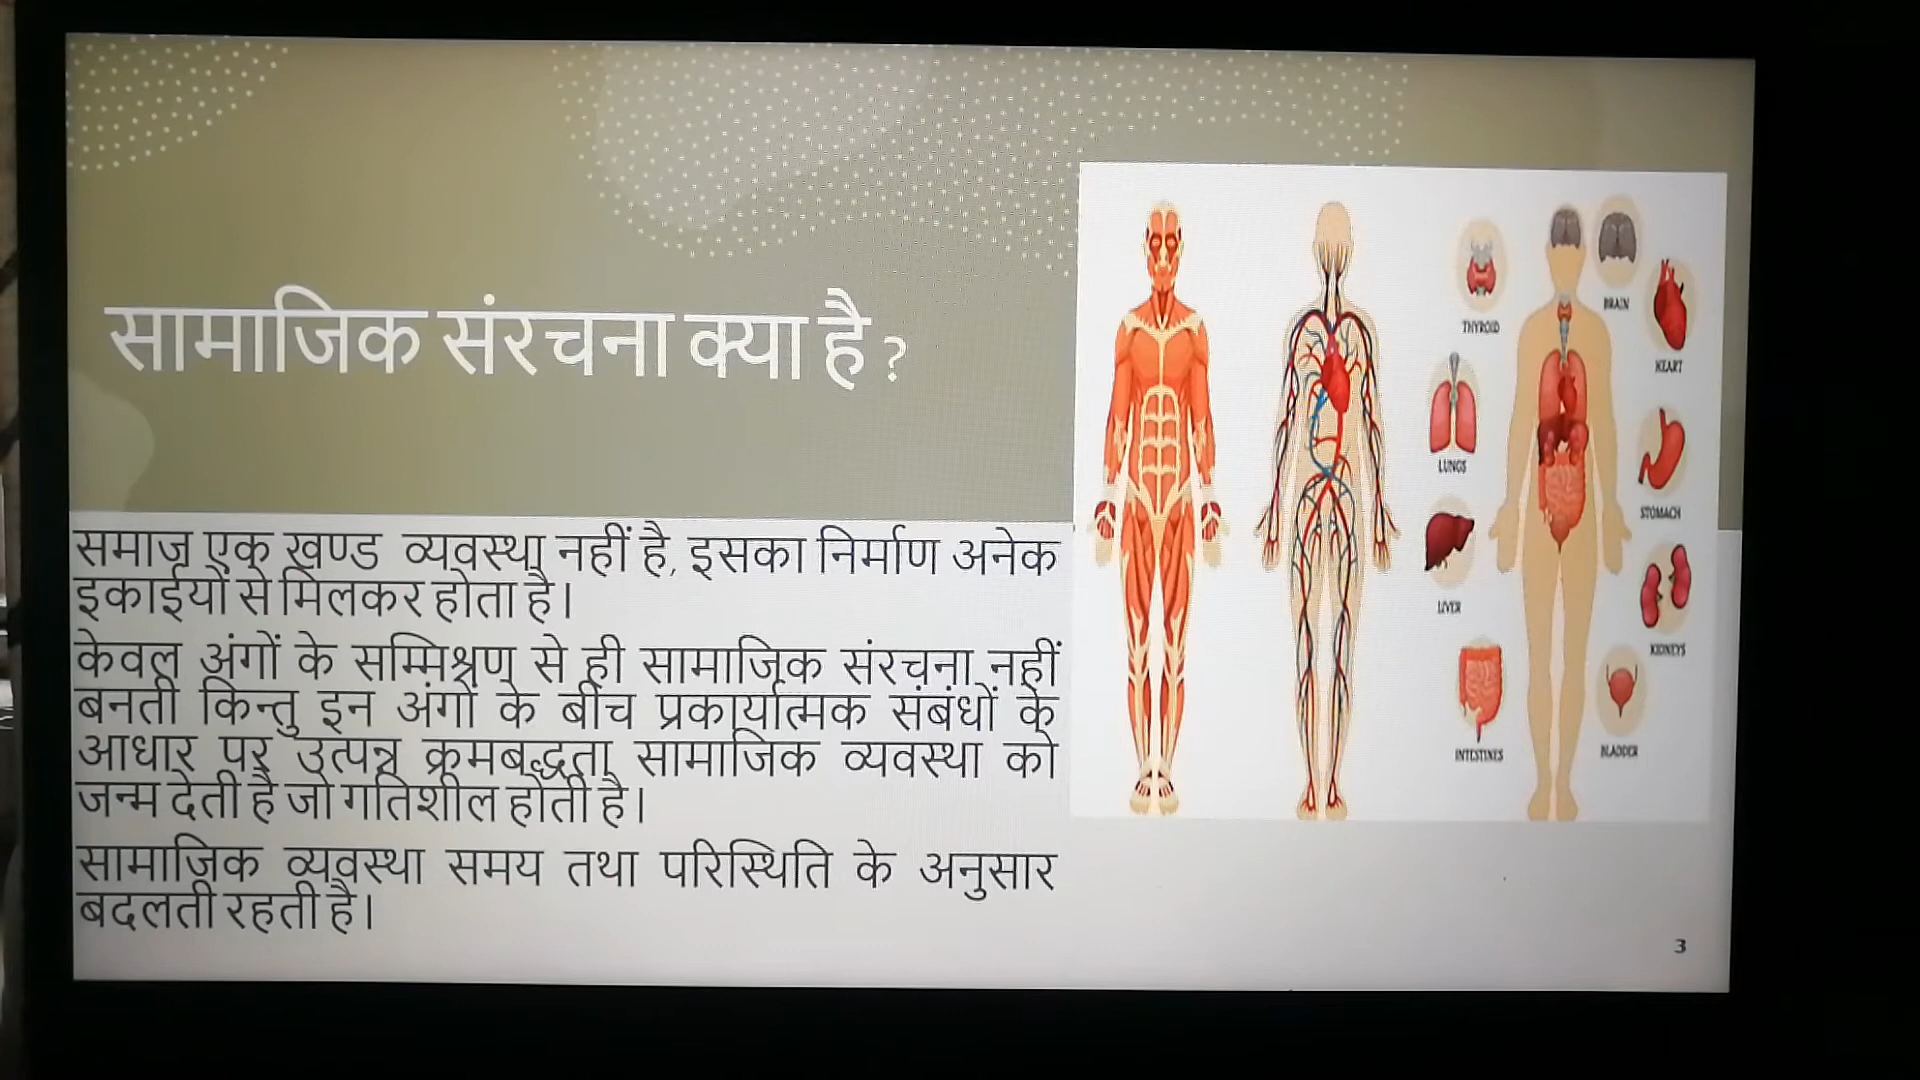 सामाजिक संरचना क्या है ?
समाज एक खण्ड व्यवस्था नहीं है, इसका निर्माण अनेक
इकाईयों से मिलकर होता है।
केवल अंगों के सम्मिश्रण से ही सामाजिक संरचना नहीं
बनती किन्तु इन अंगों के बीच प्रकार्यात्मक संबंधों के
आधार पर उत्पन्न क्रमबद्धता सामाजिक व्यवस्था को
जन्म देती है जो गतिशील होती है।
सामाजिक व्यवस्था समय तथा परिस्थिति के अनुसार
बदलती रहती है।
THYROID
BRAIN
HEART
LUNGS
STOMACH
LIVER
KIDNEYS
INTESTINES
BLADDER
3